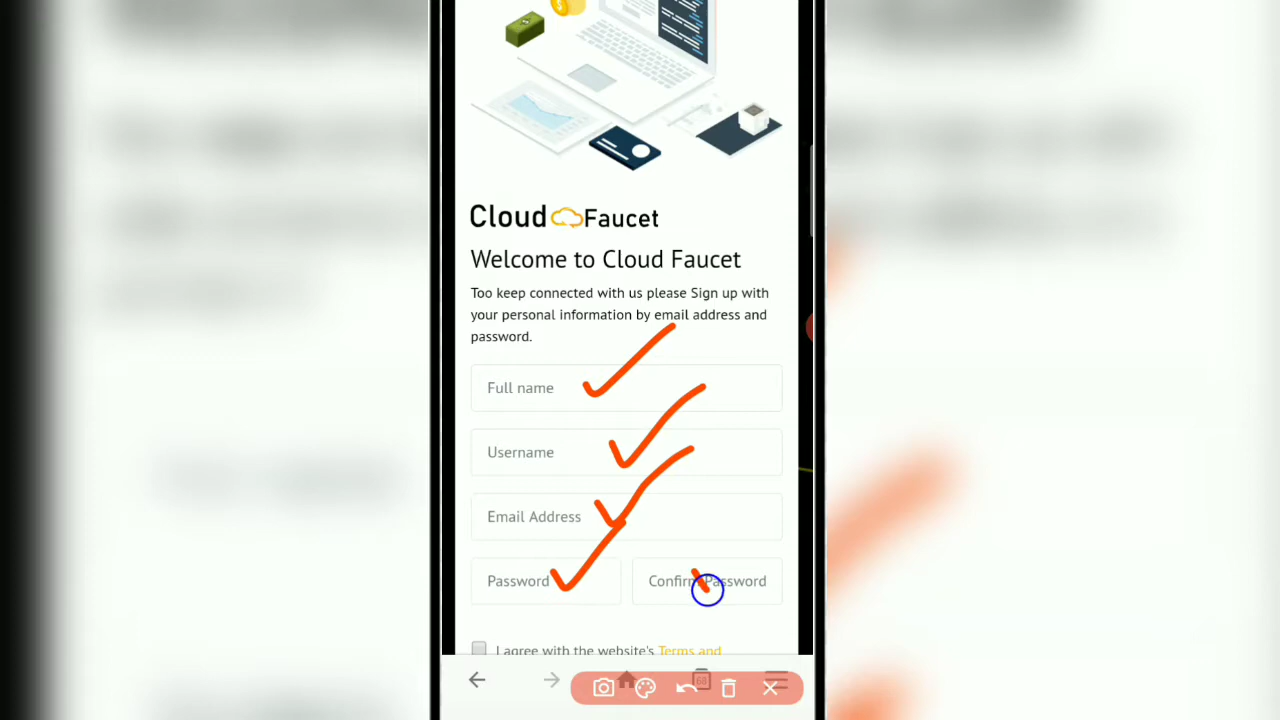 Cloud Faucet
Welcome to Cloud Faucet
Too keep connected with us please Sign up with
your personal information by email address and
password.
Full name
Username
Email Address
Password
Confirm Password
I agree with the website's Terms and
68